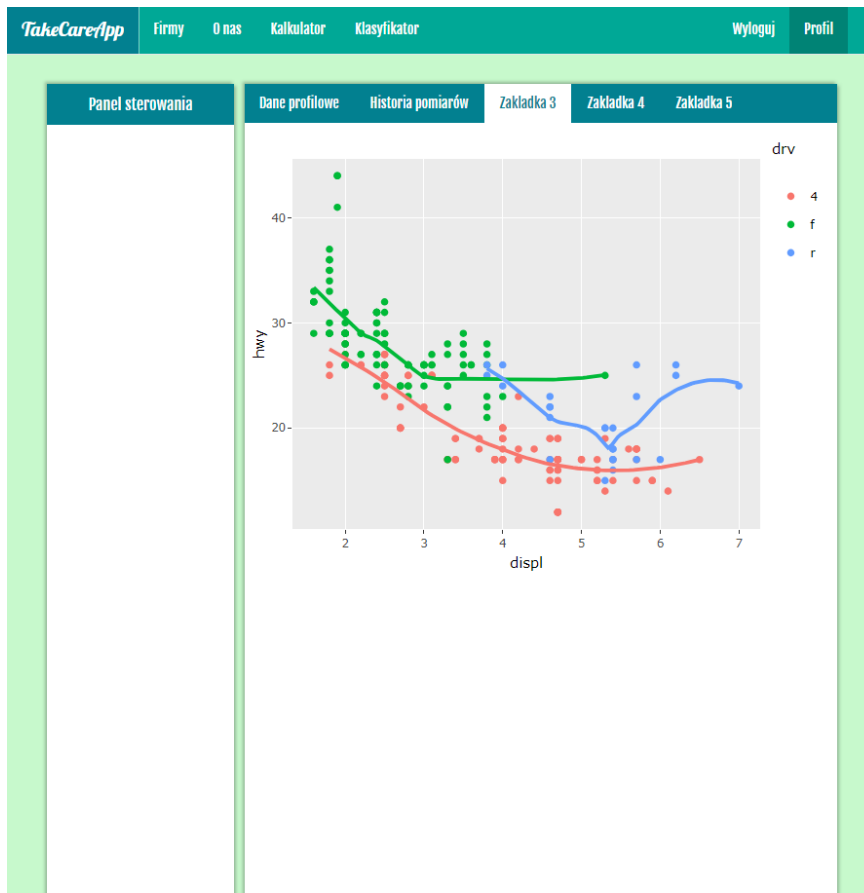 TakeCareApp Firmy O nas Kalkulator Klasyfikator Wyloguj Profil
Panel sterowania
Dane profilowe Historia pomiarów Zakladka 3 Zakladka 4 Zakladka 5
drv
4
f
r
40
30
20
hwy
2 3 4 5 6 7
displ